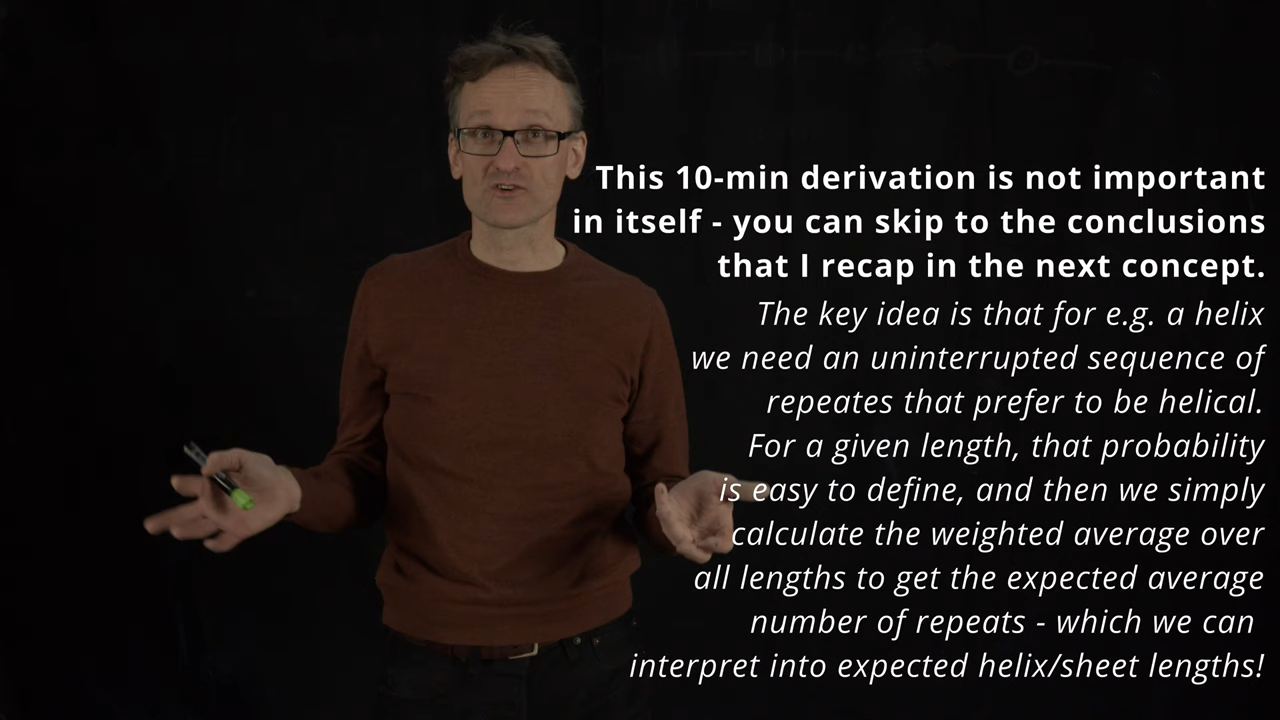 This 10-min derivation is not important
in itself - you can skip to the conclusions
that I recap in the next concept.
The key idea is that for e.g. a helix
we need an uninterrupted sequence of
repeates that prefer to be helical.
For a given length, that probability
is easy to define, and then we simply
calculate the weighted average over
all lengths to get the expected average
number of repeats - which we can
interpret into expected helix/sheet lengths!